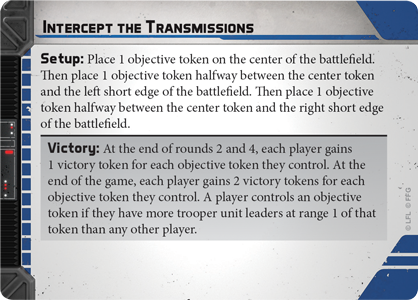 Intercept the Transmissions
Setup: Place 1 objective token on the center of the battlefield.
Then place 1 objective token halfway between the center token
and the left short edge of the battlefield. Then place 1 objective
token halfway between the center token and the right short edge
of the battlefield.
Victory: At the end of rounds 2 and 4, each player gains
1 victory token for each objective token they control. At the
end of the game, each player gains 2 victory tokens for each
objective token they control. A player controls an objective
token if they have more trooper unit leaders at range 1 of that
token than any other player.
© LFL © FFG